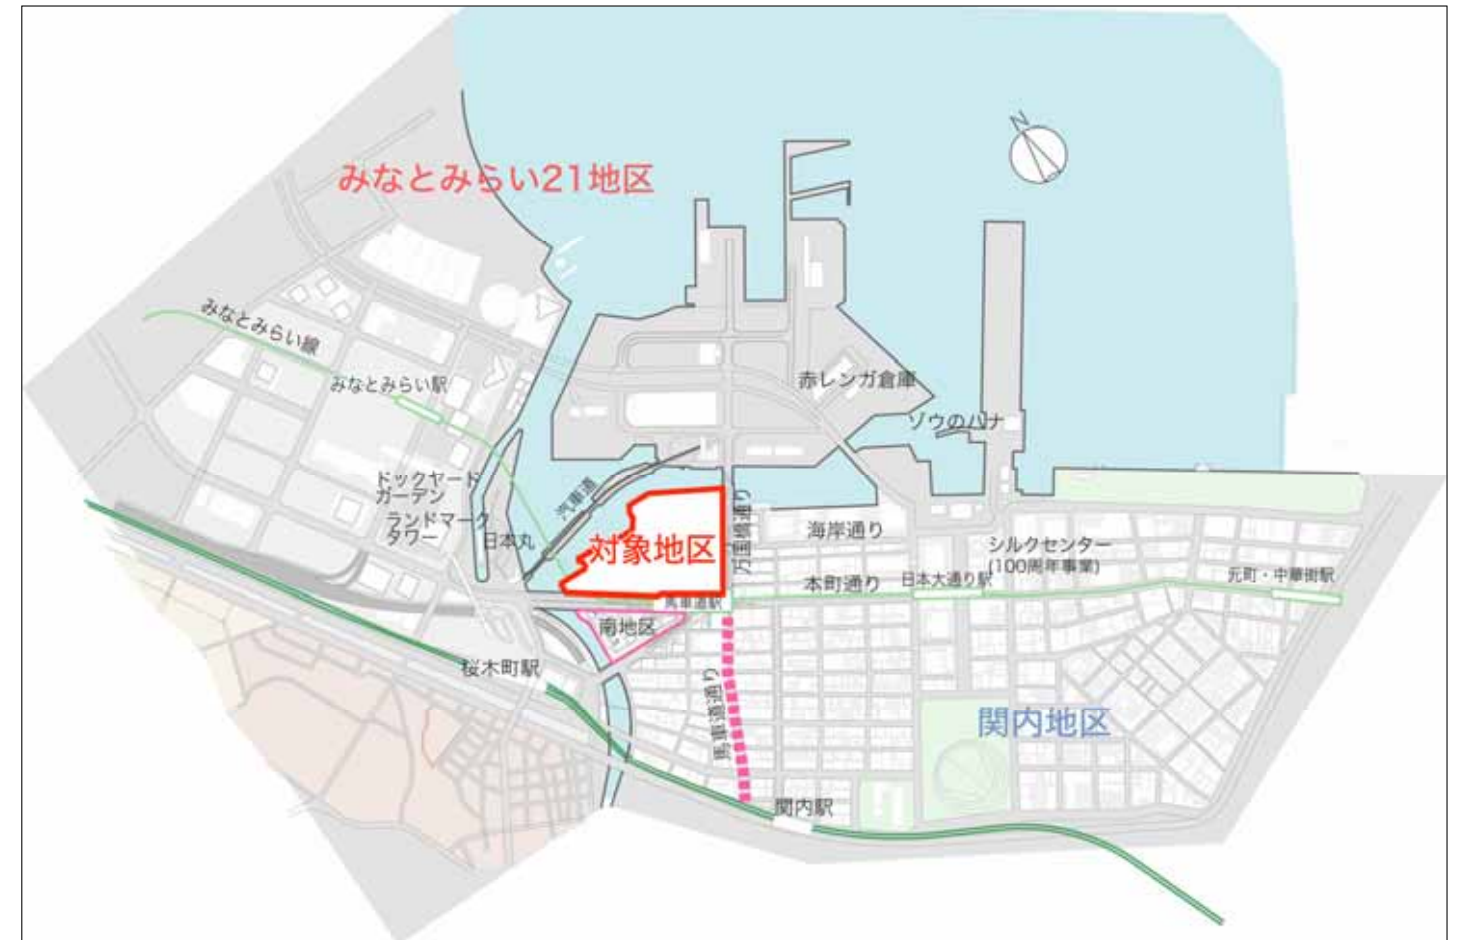 N
みなとみらい21地区
みなとみらい線
みなとみらい駅
赤レンガ倉庫
ゾウのハナ
ドックヤード
ガーデン
ランドマーク
タワー
日本丸
汽車道
対象地区
万国橋通り
海岸通り
シルクセンター
(100周年事業)
本町通り
日本大通り駅
元町・中華街駅
馬車道駅
南地区
桜木町駅
馬車道通り
関内地区
関内駅